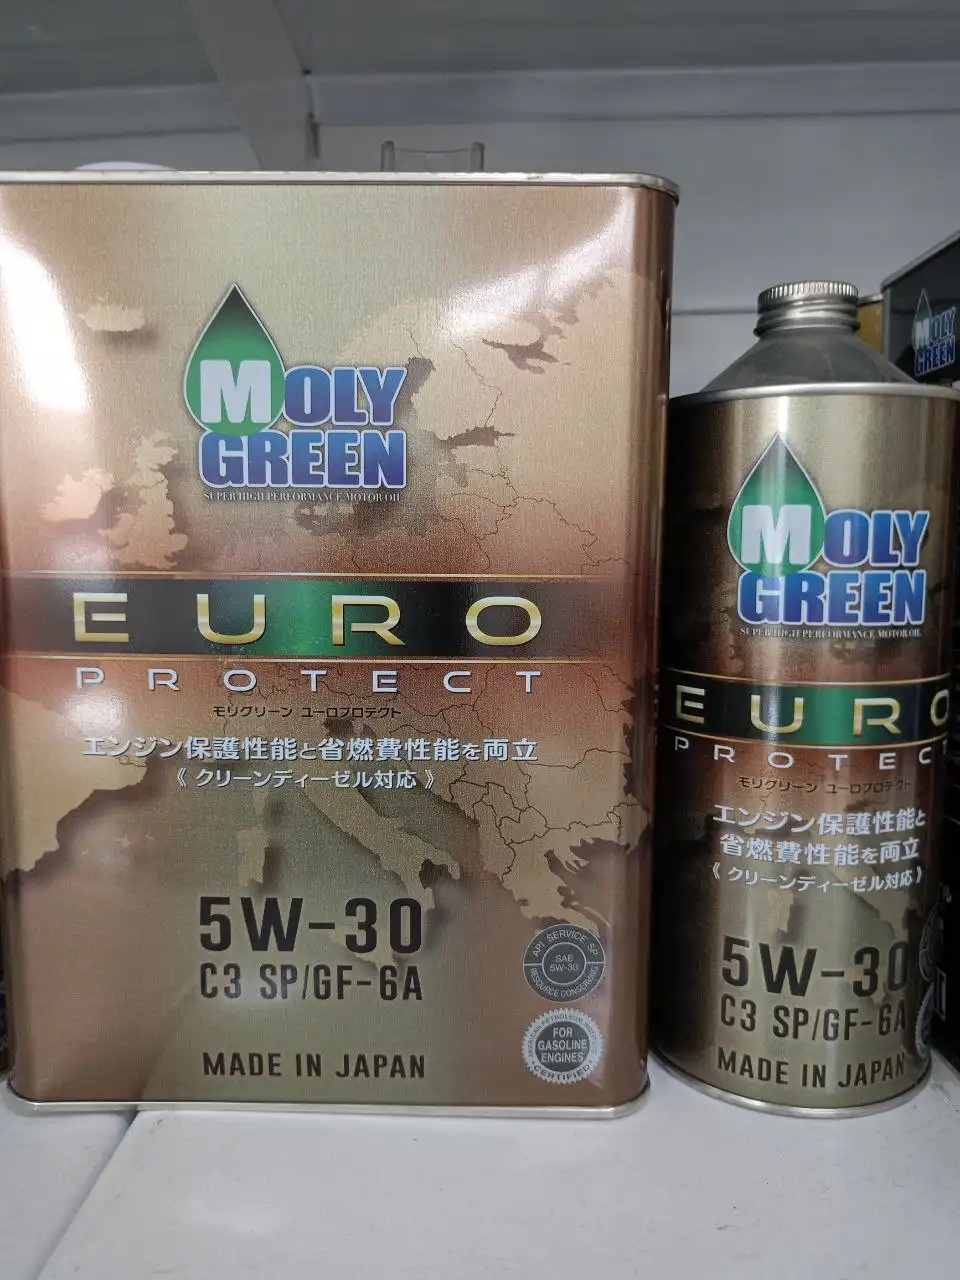 MOLY
GREEN
SUPER HIGH PERFORMANCE MOTOR OIL
EURO
PROTECT
モリグリーン ユーロプロテクト
エンジン保護性能と省燃費性能を両立
《 クリーンディーゼル対応 》
5W-30
C3 SP/GF-6A
MADE IN JAPAN
API SERVICE SP
SAE
5W-30
RESOURCE CONSERVING
AMERICAN PETROLEUM INSTITUTE
FOR
GASOLINE
ENGINES
CERTIFIED
MOLY
GREEN
SUPER HIGH PERFORMANCE MOTOR OIL
EURO
PROTECT
モリグリーン ユーロプロテクト
エンジン保護性能と
省燃費性能を両立
《 クリーンディーゼル対応 》
5W-30
C3 SP/GF-6A
MADE IN JAPAN
MOLY
GREEN